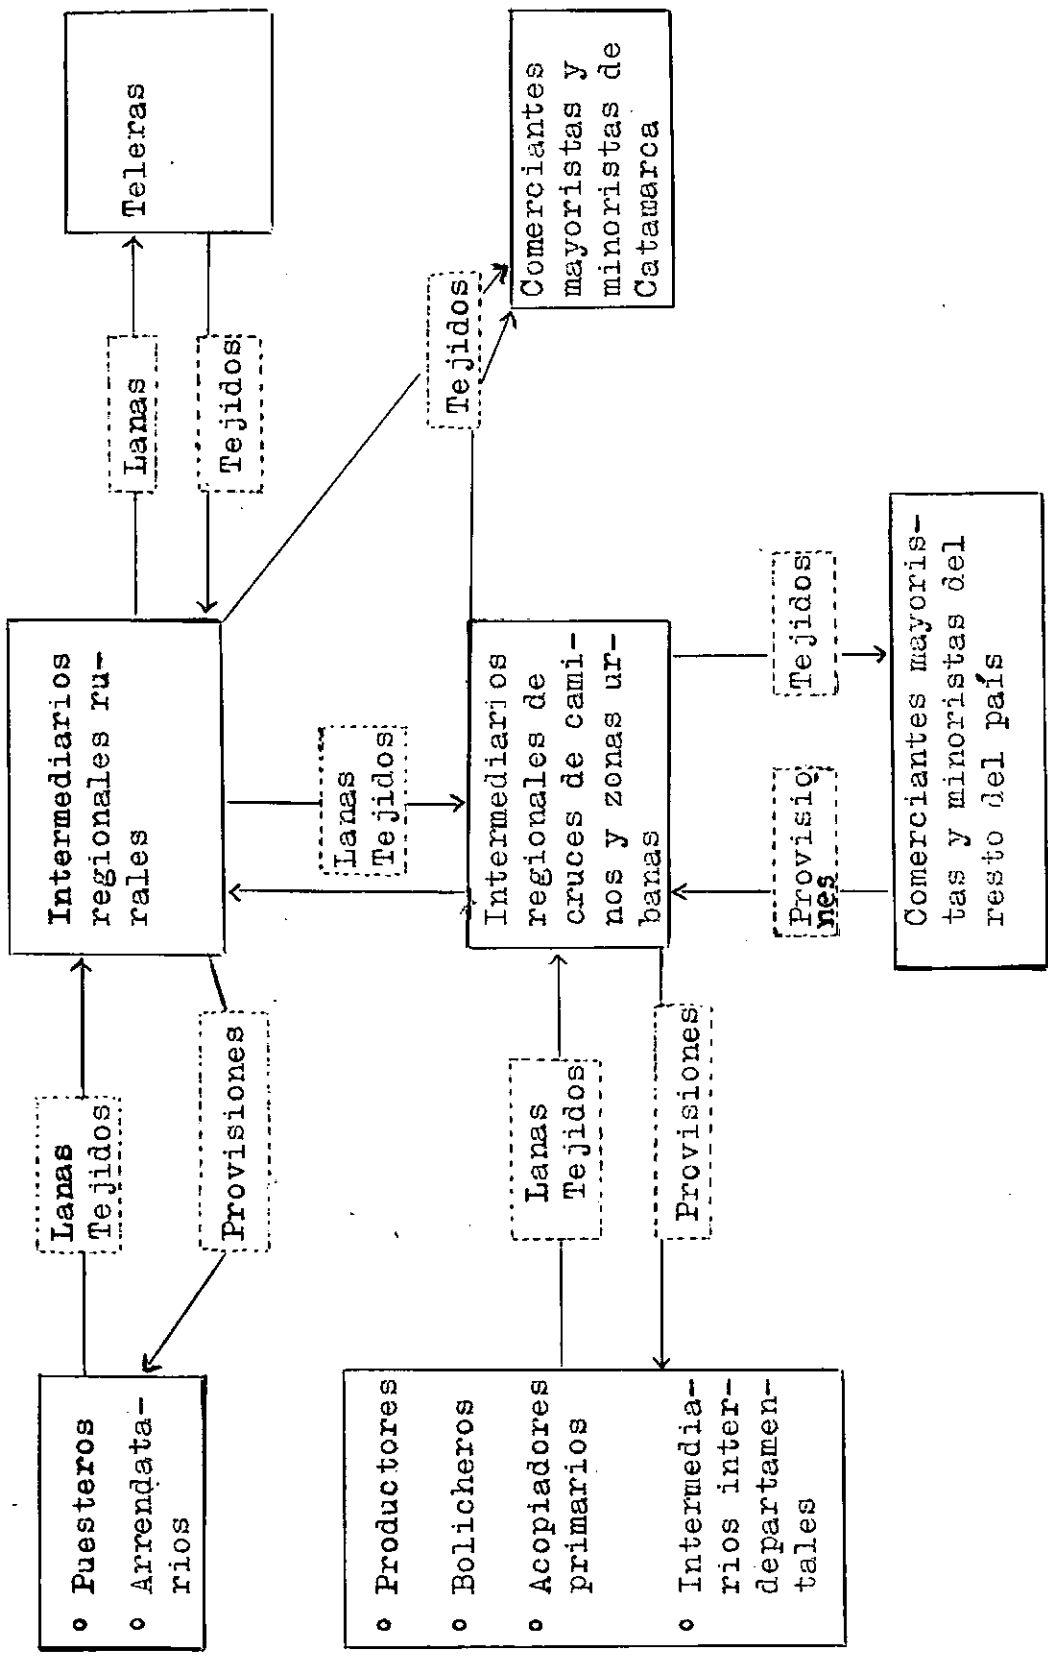 o Puesteros
o Arrendata-
rios
Lanas
Tejidos
Provisiones
Intermediarios
regionales ru-
rales
Lanas
Tejidos
Teleras
Lanas
Tejidos
o Productores
o Bolicheros
o Acopiadores
primarios
o Intermedia-
rios inter-
departamen-
tales
Lanas
Tejidos
Provisiones
Intermediarios
regionales de
cruces de cami-
nos y zonas ur-
banas
Tejidos
Comerciantes
mayoristas y
minoristas de
Catamarca
Provisio
nes
Tejidos
Comerciantes mayoris-
tas y minoristas del
resto del país